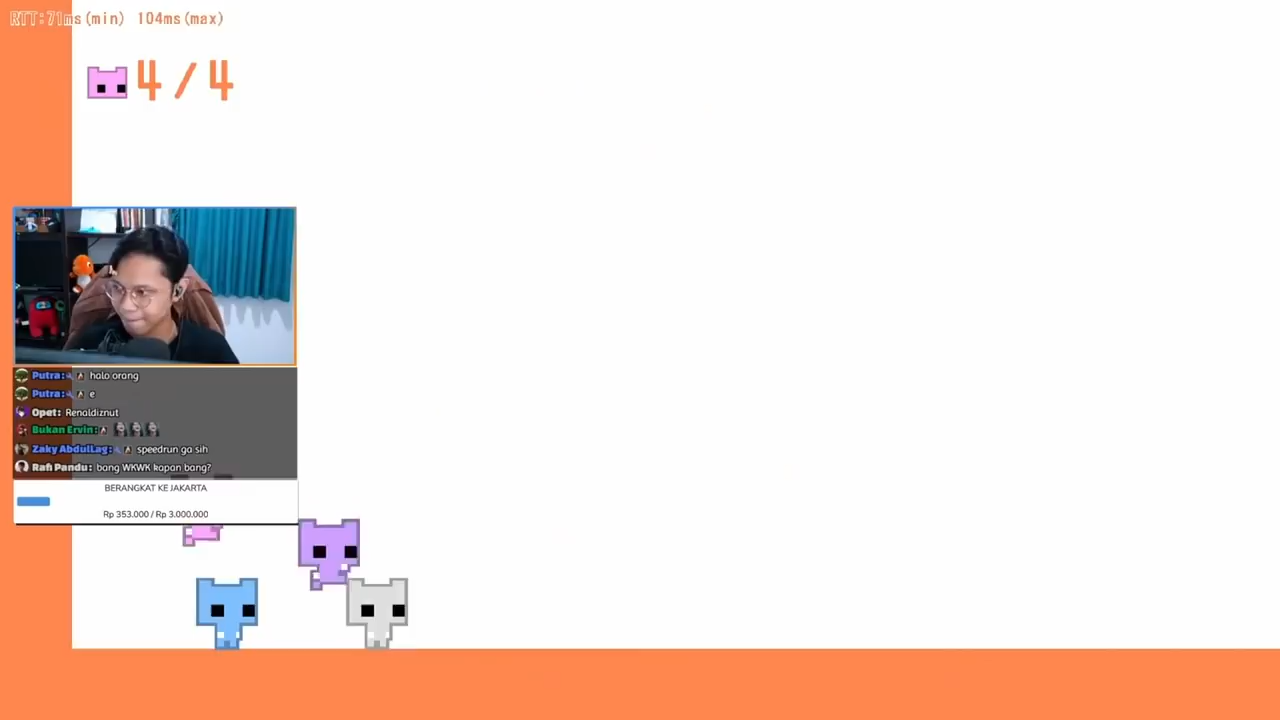 RTT:71ms(min) 104ms(max)
4/4
Putra: halo orang
Putra: e
Opet: Renaldiznut
Bukan Ervin:
Zaky AbdulLag: speedrun ga sih
Rafi Pandu: bang WKWK kapan bang?
BERANGKAT KE JAKARTA
Rp 353.000 / Rp 3.000.000